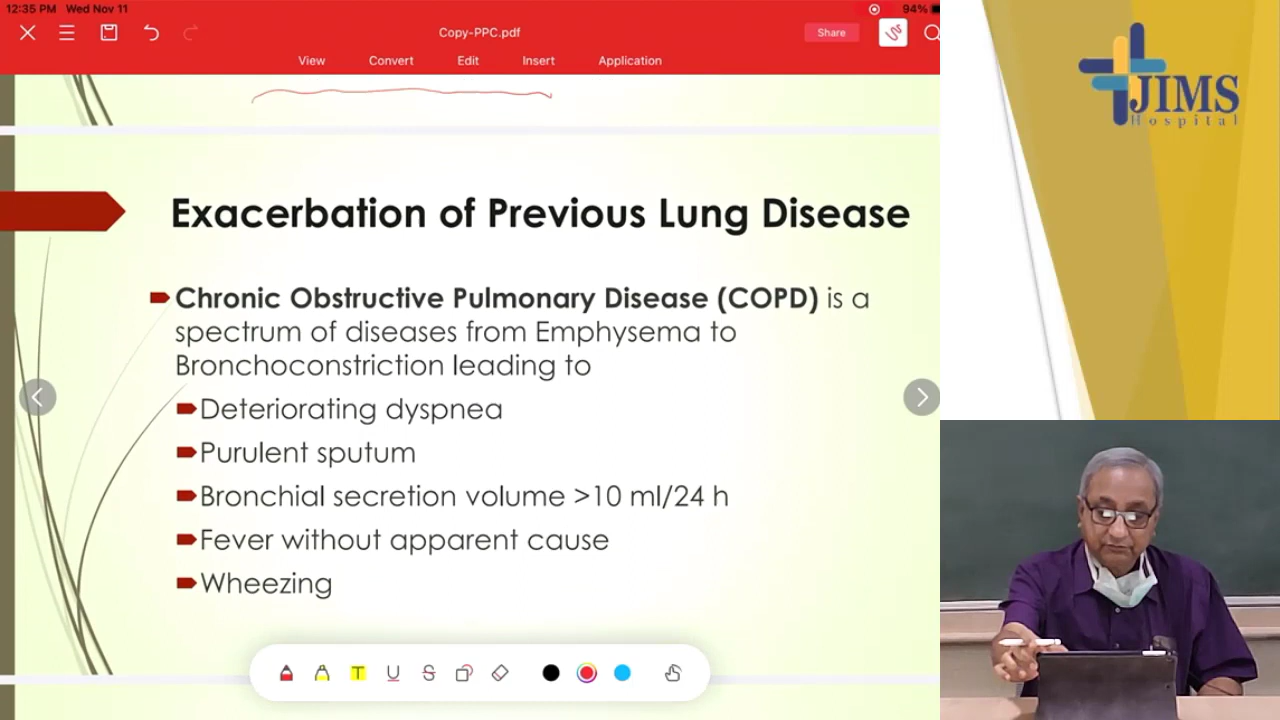 12:35 PM Wed Nov 11
94%
Copy-PPC.pdf
Share
View Convert Edit Insert Application
JIMS
Hospital
Exacerbation of Previous Lung Disease
Chronic Obstructive Pulmonary Disease (COPD) is a
spectrum of diseases from Emphysema to
Bronchoconstriction leading to
Deteriorating dyspnea
Purulent sputum
Bronchial secretion volume >10 ml/24 h
Fever without apparent cause
Wheezing
T U S